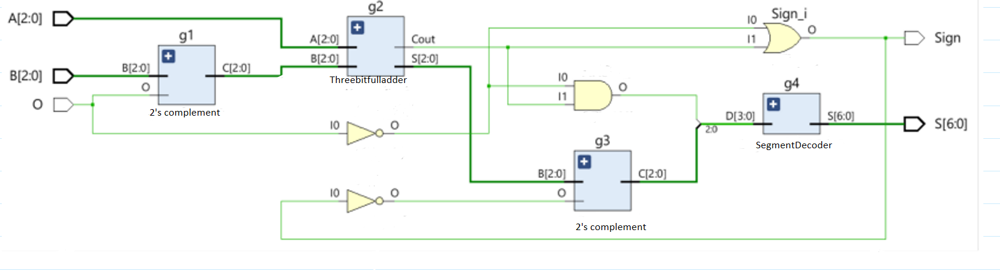 A[2:0]
B[2:0]
O
g1
B[2:0]
O
C[2:0]
2's complement
g2
A[2:0]
B[2:0]
Cout
S[2:0]
Threebitfulladder
I0
O
I0
O
I0
I1
O
g3
B[2:0]
O
C[2:0]
2's complement
Sign_i
I0
I1
O
Sign
g4
D[3:0]
2:0
S[6:0]
SegmentDecoder
S[6:0]